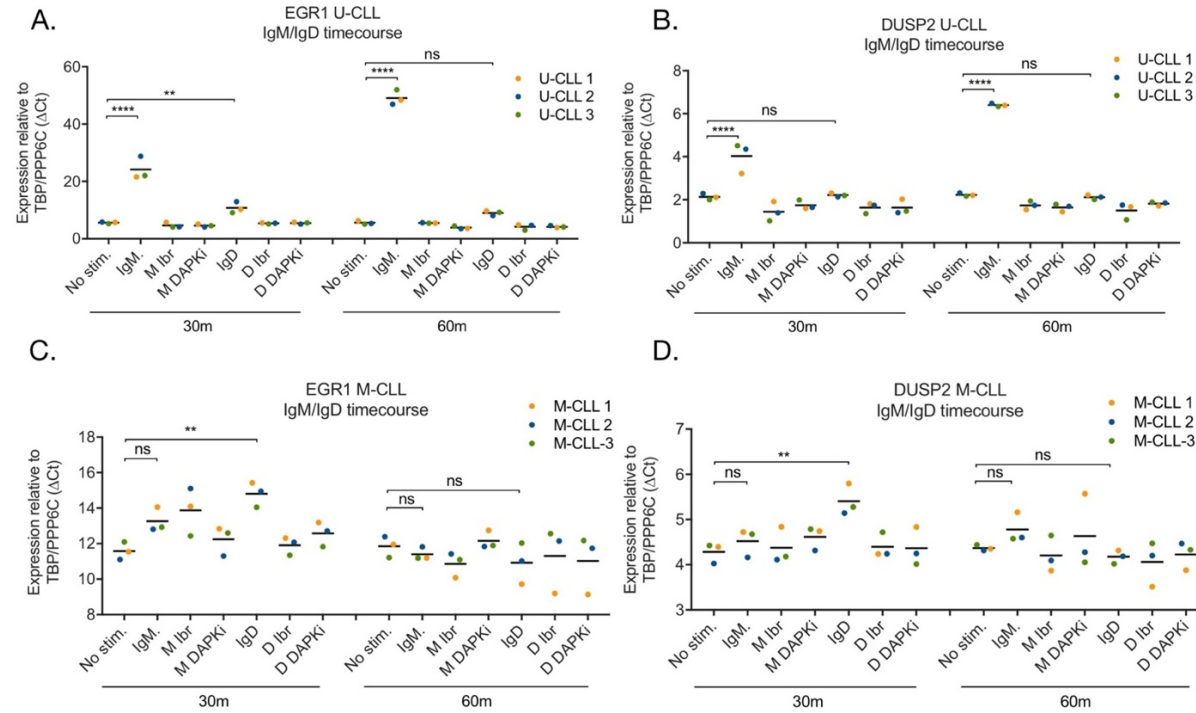 A.
EGR1 U-CLL
IgM/IgD timecourse
Expression relative to
TBP/PPP6C (ΔCt)
60
40
20
0
ns
****
**
****
U-CLL 1
U-CLL 2
U-CLL 3
No stim.
IgM.
M Ibr
M DAPKi
IgD
D Ibr
D DAPKi
No stim.
IgM.
M Ibr
M DAPKi
IgD
D Ibr
D DAPKi
30m
60m
B.
DUSP2 U-CLL
IgM/IgD timecourse
Expression relative to
TBP/PPP6C (ΔCt)
8
6
4
2
0
ns
****
ns
****
U-CLL 1
U-CLL 2
U-CLL 3
No stim.
IgM.
M Ibr
M DAPKi
IgD
D Ibr
D DAPKi
No stim.
IgM.
M Ibr
M DAPKi
IgD
D Ibr
D DAPKi
30m
60m
C.
EGR1 M-CLL
IgM/IgD timecourse
Expression relative to
TBP/PPP6C (ΔCt)
18
16
14
12
10
8
**
ns
ns
ns
M-CLL 1
M-CLL 2
M-CLL-3
No stim.
IgM.
M Ibr
M DAPKi
IgD
D Ibr
D DAPKi
No stim.
IgM.
M Ibr
M DAPKi
IgD
D Ibr
D DAPKi
30m
60m
D.
DUSP2 M-CLL
IgM/IgD timecourse
Expression relative to
TBP/PPP6C (ΔCt)
7
6
5
4
3
**
ns
ns
ns
M-CLL 1
M-CLL 2
M-CLL-3
No stim.
IgM.
M Ibr
M DAPKi
IgD
D Ibr
D DAPKi
No stim.
IgM.
M Ibr
M DAPKi
IgD
D Ibr
D DAPKi
30m
60m